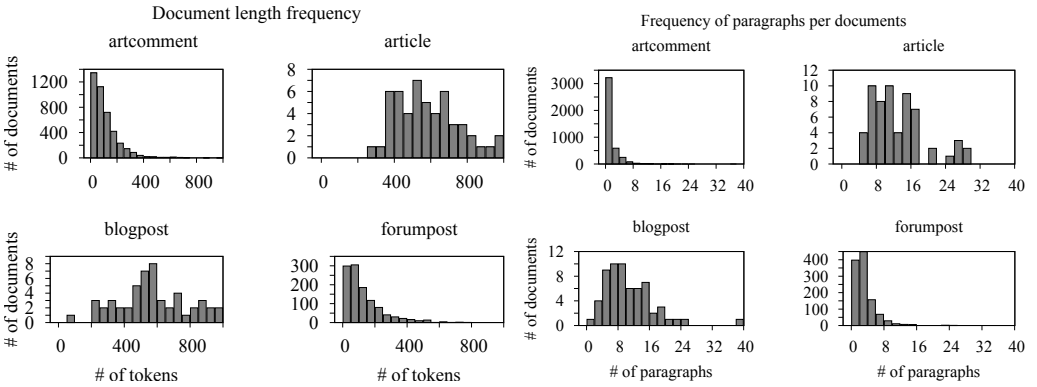 Document length frequency
artcomment
article
# of documents
1200
800
400
0
0 400 800
8
6
4
2
0
0 400 800
blogpost
forumpost
# of documents
8
6
4
2
0
0 400 800
# of tokens
300
200
100
0
0 400 800
# of tokens
Frequency of paragraphs per documents
artcomment
article
# of documents
3000
2000
1000
0
0 8 16 24 32 40
12
10
8
6
4
2
0
0 8 16 24 32 40
blogpost
forumpost
# of documents
12
8
4
0
0 8 16 24 32 40
# of paragraphs
400
300
200
100
0
0 8 16 24 32 40
# of paragraphs